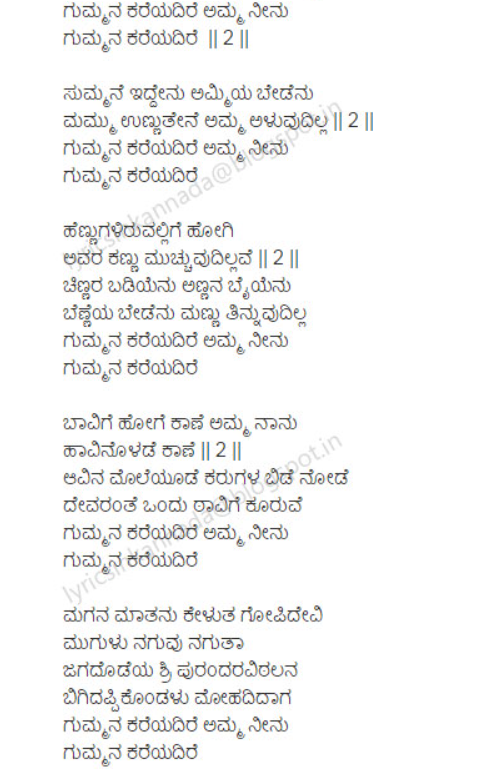 ಗುಮ್ಮನ ಕರೆಯದಿರೆ ಅಮ್ಮ ನೀನು
ಗುಮ್ಮನ ಕರೆಯದಿರೆ || 2 ||
ಸುಮ್ಮನೆ ಇದ್ದೇನು ಅಮ್ಮಿಯ ಬೇಡೆನು
ಮಮ್ಮು ಉಣ್ಣುತೇನೆ ಅಮ್ಮ ಅಳುವುದಿಲ್ಲ || 2 ||
ಗುಮ್ಮನ ಕರೆಯದಿರೆ ಅಮ್ಮ ನೀನು
ಗುಮ್ಮನ ಕರೆಯದಿರೆ
ಹೆಣ್ಣುಗಳಿರುವಲ್ಲಿಗೆ ಹೋಗಿ
ಅವರ ಕಣ್ಣು ಮುಚ್ಚುವುದಿಲ್ಲವೆ || 2 ||
ಚಿಣ್ಣರ ಬಡಿಯೆನು ಅಣ್ಣನ ಬೈಯೆನು
ಬೆಣ್ಣೆಯ ಬೇಡೆನು ಮಣ್ಣು ತಿನ್ನುವುದಿಲ್ಲ
ಗುಮ್ಮನ ಕರೆಯದಿರೆ ಅಮ್ಮ ನೀನು
ಗುಮ್ಮನ ಕರೆಯದಿರೆ
ಬಾವಿಗೆ ಹೋಗೆ ಕಾಣೆ ಅಮ್ಮ ನಾನು
ಹಾವಿನೊಳಡೆ ಕಾಣೆ || 2 ||
ಆವಿನ ಮೊಲೆಯೂಡೆ ಕರುಗಳ ಬಿಡೆ ನೋಡೆ
ದೇವರಂತೆ ಒಂದು ಠಾವಿಗೆ ಕೂರುವೆ
ಗುಮ್ಮನ ಕರೆಯದಿರೆ ಅಮ್ಮ ನೀನು
ಗುಮ್ಮನ ಕರೆಯದಿರೆ
ಮಗನ ಮಾತನು ಕೇಳುತ ಗೋಪಿದೇವಿ
ಮುಗುಳು ನಗುವು ನಗುತಾ
ಜಗದೊಡೆಯ ಶ್ರಿ ಪುರಂದರವಿಠಲನ
ಬಿಗಿದಪ್ಪಿಕೊಂಡಳು ಮೋಹದಿದಾಗ
ಗುಮ್ಮನ ಕರೆಯದಿರೆ ಅಮ್ಮ ನೀನು
ಗುಮ್ಮನ ಕರೆಯದಿರೆ
lyricsinkannada@blogspot.in
lyricsinkannada@blogspot.in